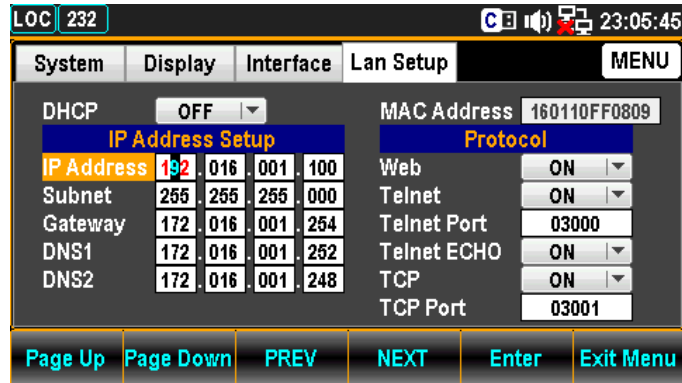 LOC 232 C 23:05:45
System Display Interface Lan Setup MENU
DHCP OFF MAC Address 160110FF0809
IP Address Setup Protocol
IP Address 192.016.001.100 Web ON
Subnet 255.255.255.000 Telnet ON
Gateway 172.016.001.254 Telnet Port 03000
DNS1 172.016.001.252 Telnet ECHO ON
DNS2 172.016.001.248 TCP ON
TCP Port 03001
Page Up Page Down PREV NEXT Enter Exit Menu